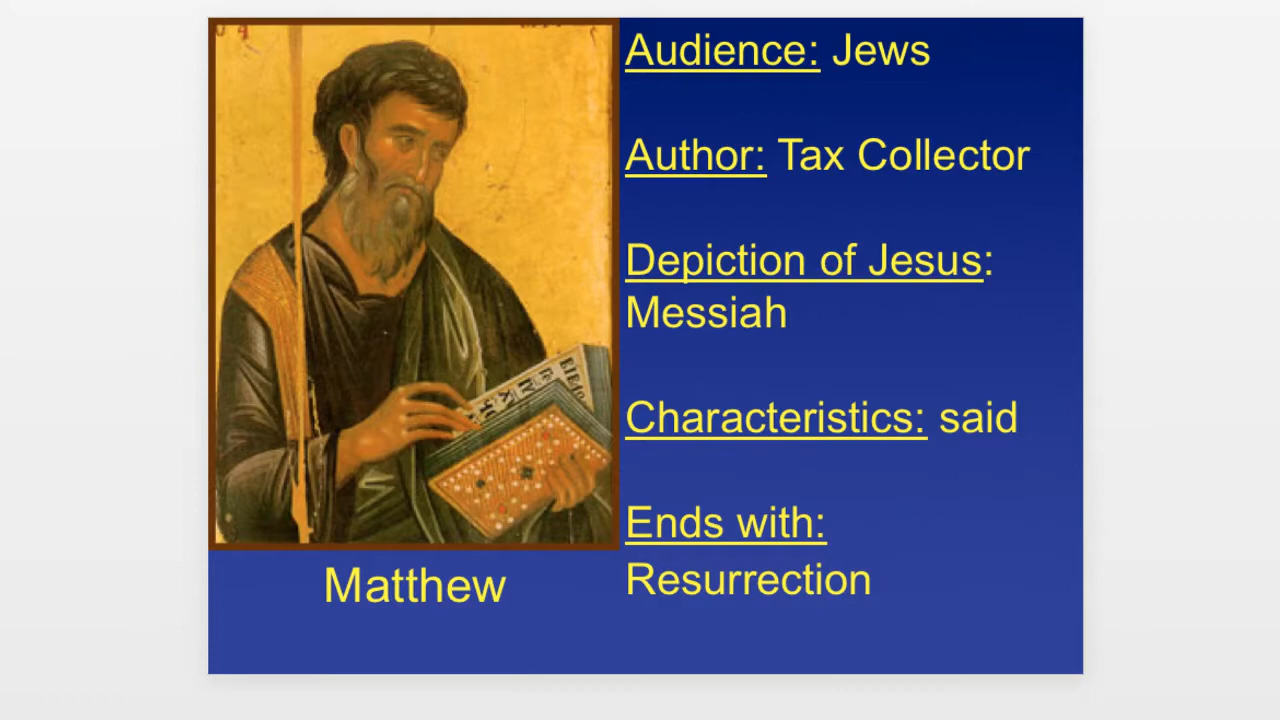 Audience: Jews
Author: Tax Collector
Depiction of Jesus:
Messiah
Characteristics: said
Ends with:
Resurrection
Matthew